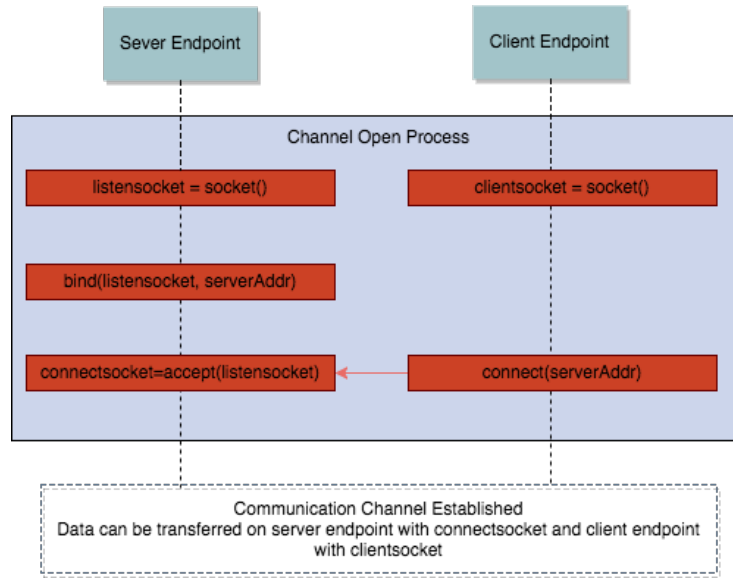 Sever Endpoint
Client Endpoint
Channel Open Process
listensocket = socket()
clientsocket = socket()
bind(listensocket, serverAddr)
connectsocket=accept(listensocket)
connect(serverAddr)
Communication Channel Established
Data can be transferred on server endpoint with connectsocket and client endpoint
with clientsocket